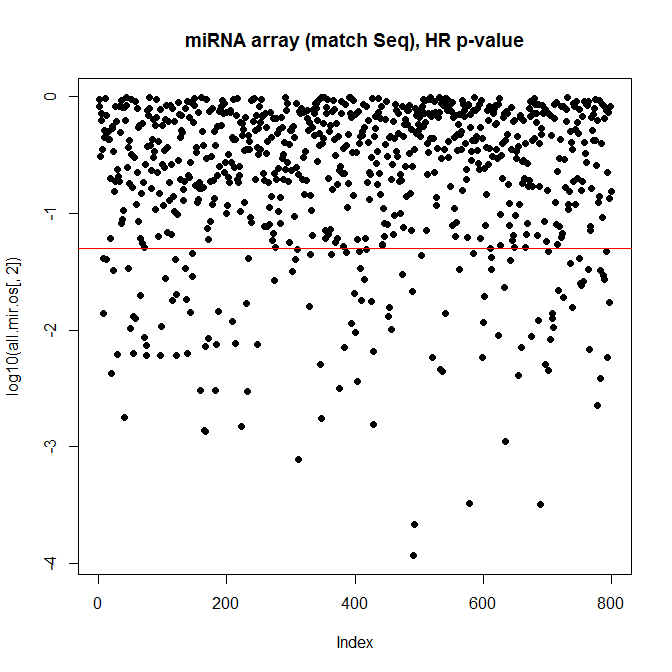 miRNA array (match Seq), HR p-value
log10(all.mir.os[, 2])
0
-1
-2
-3
-4
0 200 400 600 800
Index